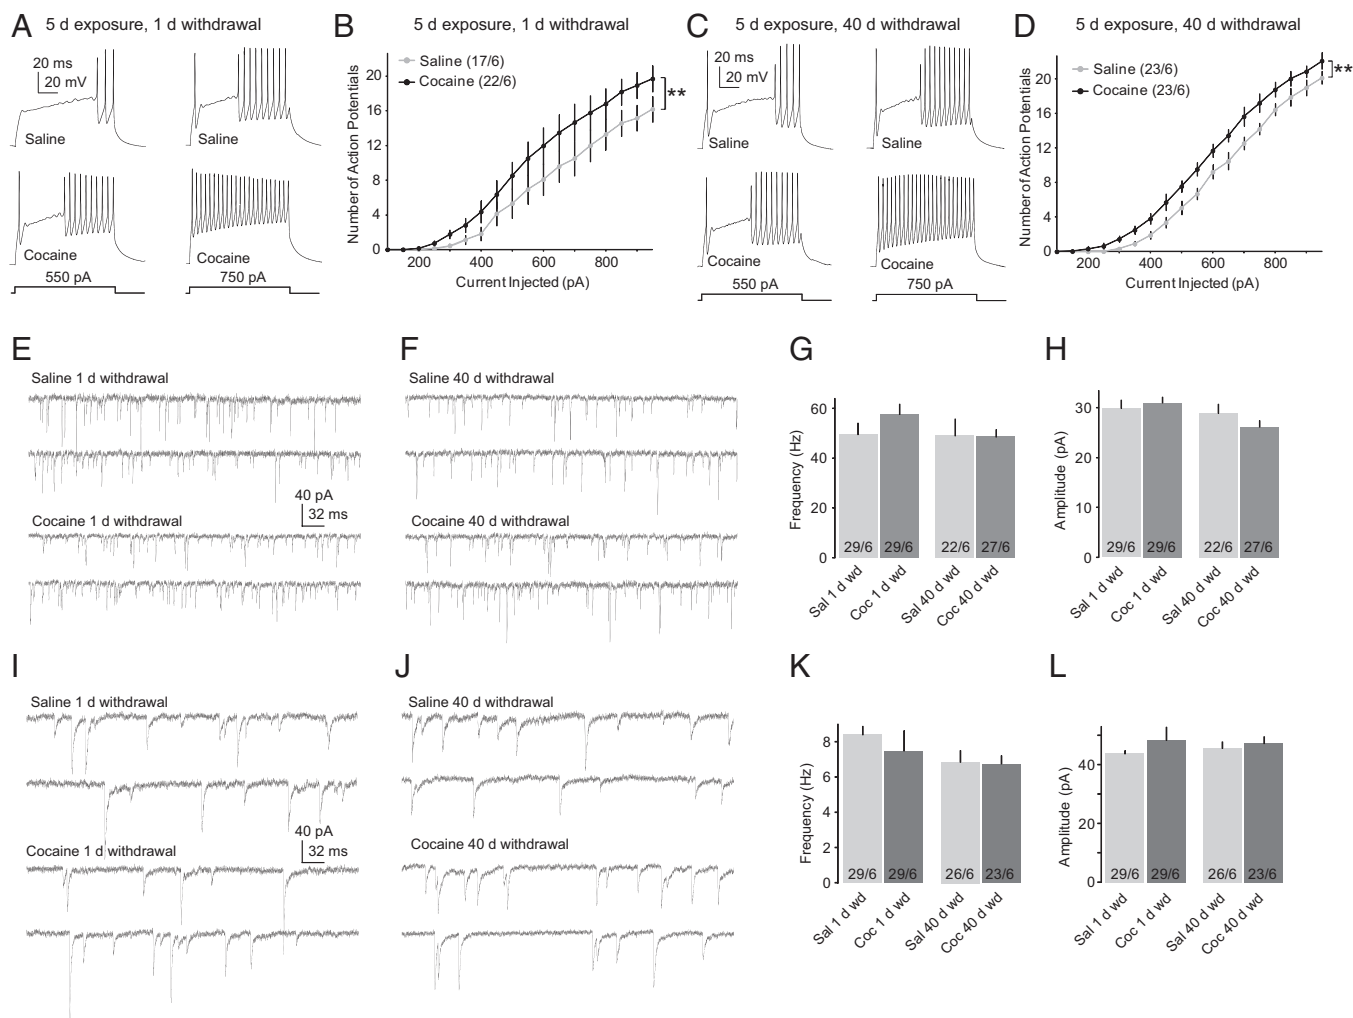 A 5 d exposure, 1 d withdrawal
20 ms
20 mV
Saline
Saline
Cocaine
Cocaine
550 pA
750 pA
B 5 d exposure, 1 d withdrawal
Saline (17/6)
Cocaine (22/6)
**
Number of Action Potentials
20
16
12
8
4
0
200 400 600 800
Current Injected (pA)
C 5 d exposure, 40 d withdrawal
20 ms
20 mV
Saline
Saline
Cocaine
Cocaine
550 pA
750 pA
D 5 d exposure, 40 d withdrawal
Saline (23/6)
Cocaine (23/6)
**
Number of Action Potentials
20
16
12
8
4
0
200 400 600 800
Current Injected (pA)
E
Saline 1 d withdrawal
40 pA
32 ms
Cocaine 1 d withdrawal
F
Saline 40 d withdrawal
Cocaine 40 d withdrawal
G
Frequency (Hz)
60
40
20
0
29/6 29/6 22/6 27/6
Sal 1 d wd
Coc 1 d wd
Sal 40 d wd
Coc 40 d wd
H
Amplitude (pA)
30
20
10
0
29/6 29/6 22/6 27/6
Sal 1 d wd
Coc 1 d wd
Sal 40 d wd
Coc 40 d wd
I
Saline 1 d withdrawal
40 pA
32 ms
Cocaine 1 d withdrawal
J
Saline 40 d withdrawal
Cocaine 40 d withdrawal
K
Frequency (Hz)
8
6
4
2
0
29/6 29/6 26/6 23/6
Sal 1 d wd
Coc 1 d wd
Sal 40 d wd
Coc 40 d wd
L
Amplitude (pA)
40
20
0
29/6 29/6 26/6 23/6
Sal 1 d wd
Coc 1 d wd
Sal 40 d wd
Coc 40 d wd